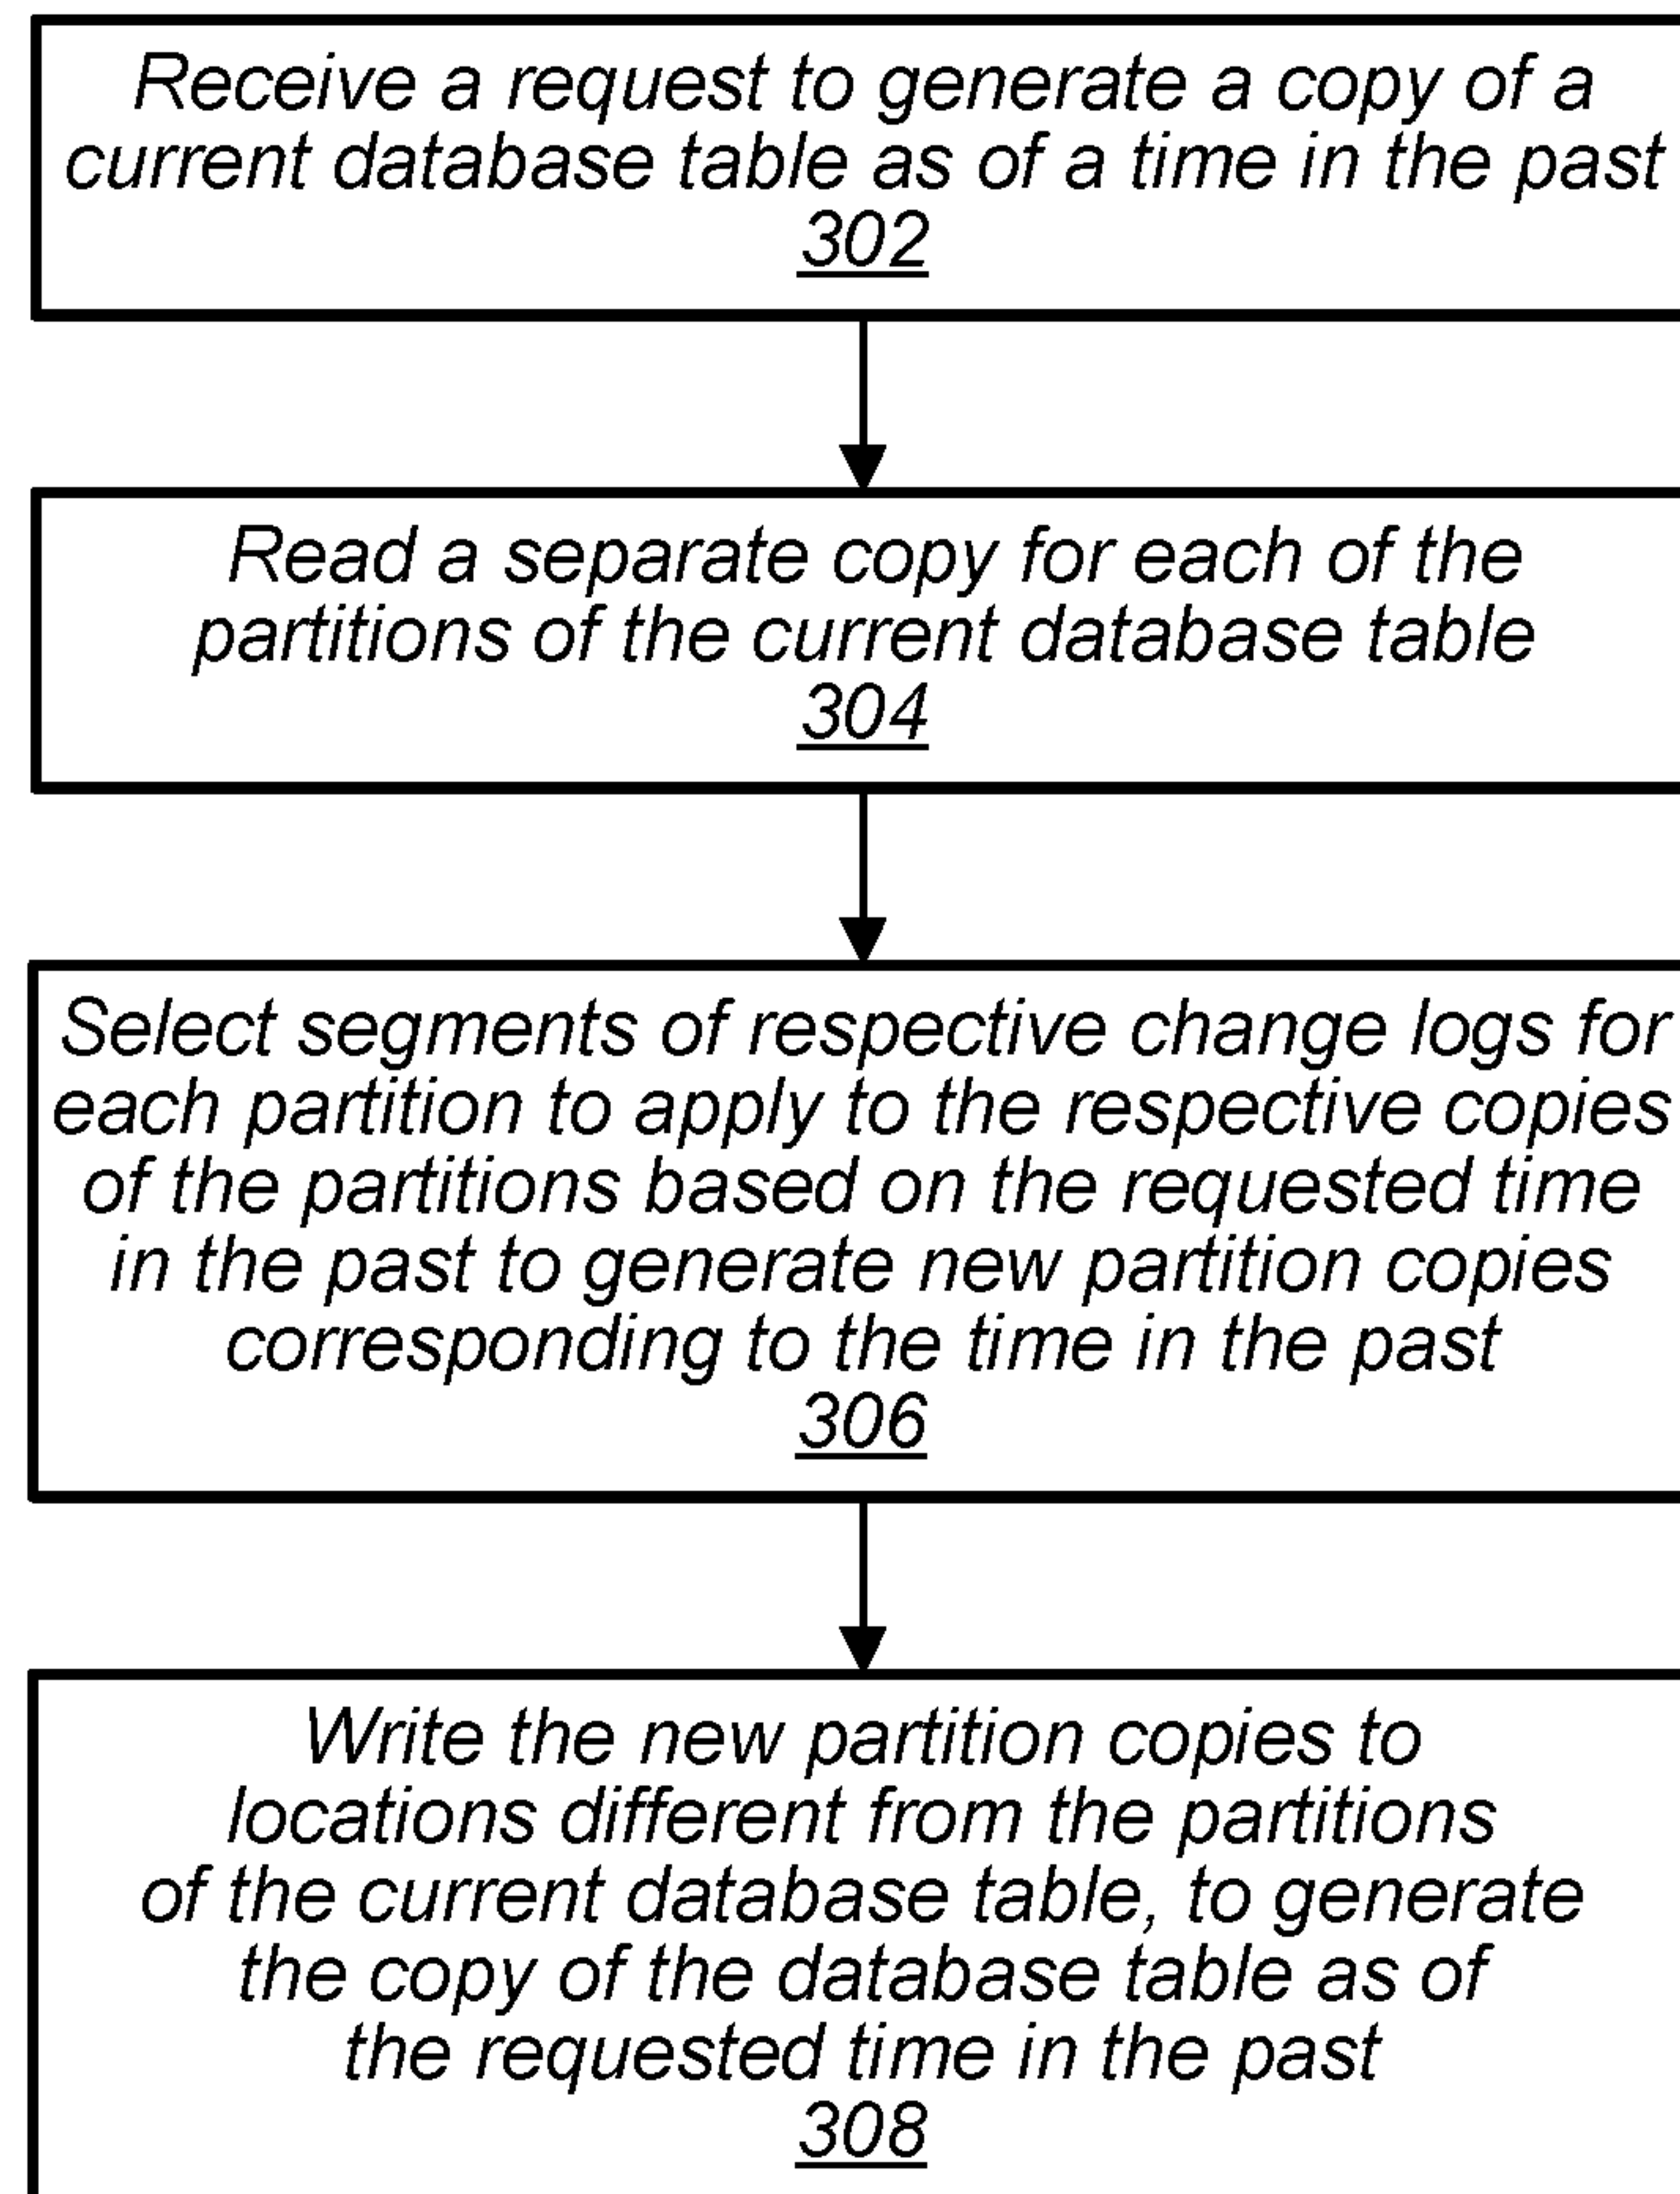 Receive a request to generate a copy of a
current database table as of a time in the past
302
Read a separate copy for each of the
partitions of the current database table
304
Select segments of respective change logs for
each partition to apply to the respective copies
of the partitions based on the requested time
in the past to generate new partition copies
corresponding to the time in the past
306
Write the new partition copies to
locations different from the partitions
of the current database table, to generate
the copy of the database table as of
the requested time in the past
308